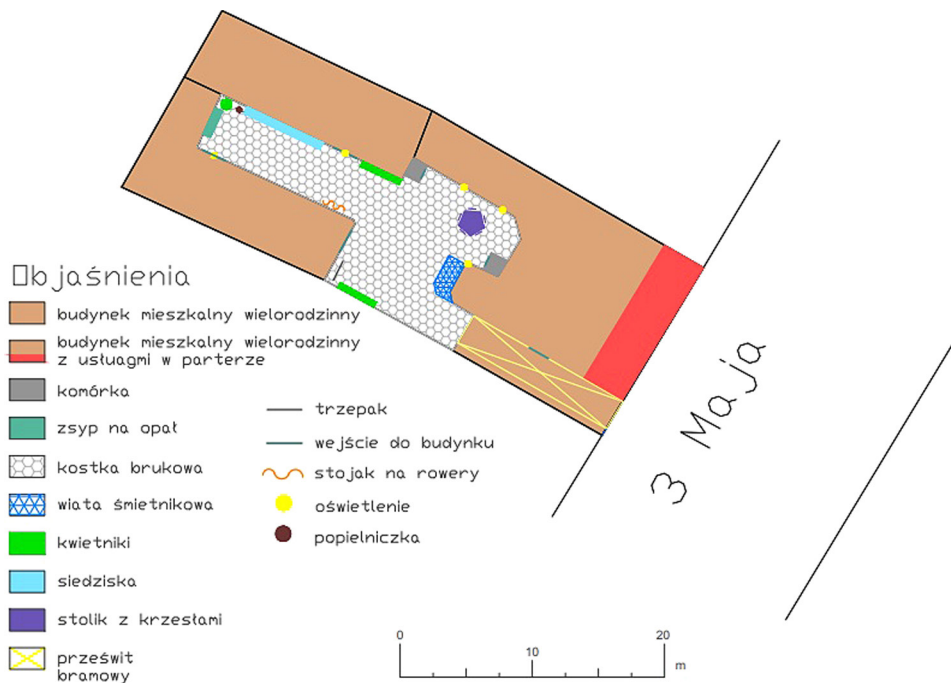 Objaśnienia
budynek mieszkalny wielorodzinny
budynek mieszkalny wielorodzinny
z usługmi w parterze
komórka
zsyp na opał
kostka brukowa
wiata śmietnikowa
kwietniki
siedziska
stolik z krzesłami
prześwit
bramowy
trzepak
wejście do budynku
stojak na rowery
oświetlenie
popielniczka
3 Maja
0 20
10 m